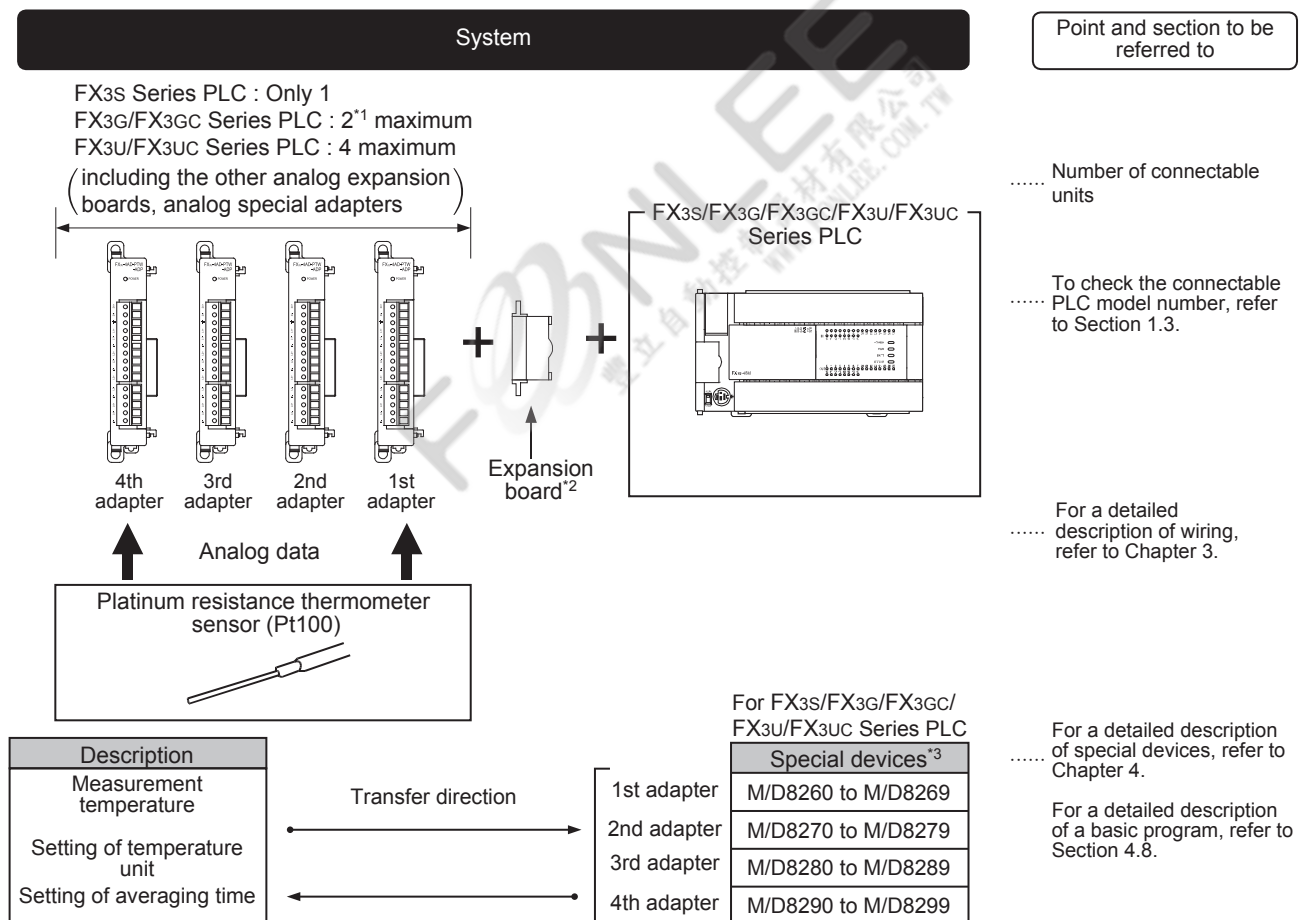 System
Point and section to be
referred to
FX3S Series PLC : Only 1
FX3G/FX3GC Series PLC : 2*1 maximum
FX3U/FX3UC Series PLC : 4 maximum
(including the other analog expansion
boards, analog special adapters)
...... Number of connectable
units
FX3S/FX3G/FX3GC/FX3U/FX3UC
Series PLC
To check the connectable
...... PLC model number, refer
to Section 1.3.
POWER
POWER
POWER
POWER
+
+
4th
adapter
3rd
adapter
2nd
adapter
1st
adapter
Expansion
board*2
For a detailed
...... description of wiring,
refer to Chapter 3.
Analog data
Platinum resistance thermometer
sensor (Pt100)
For FX3S/FX3G/FX3GC/
FX3U/FX3UC Series PLC
Description
Special devices*3
Measurement
temperature
Setting of temperature
unit
Setting of averaging time
Transfer direction
1st adapter M/D8260 to M/D8269
2nd adapter M/D8270 to M/D8279
3rd adapter M/D8280 to M/D8289
4th adapter M/D8290 to M/D8299
For a detailed description
...... of special devices, refer to
Chapter 4.
For a detailed description
of a basic program, refer to
Section 4.8.